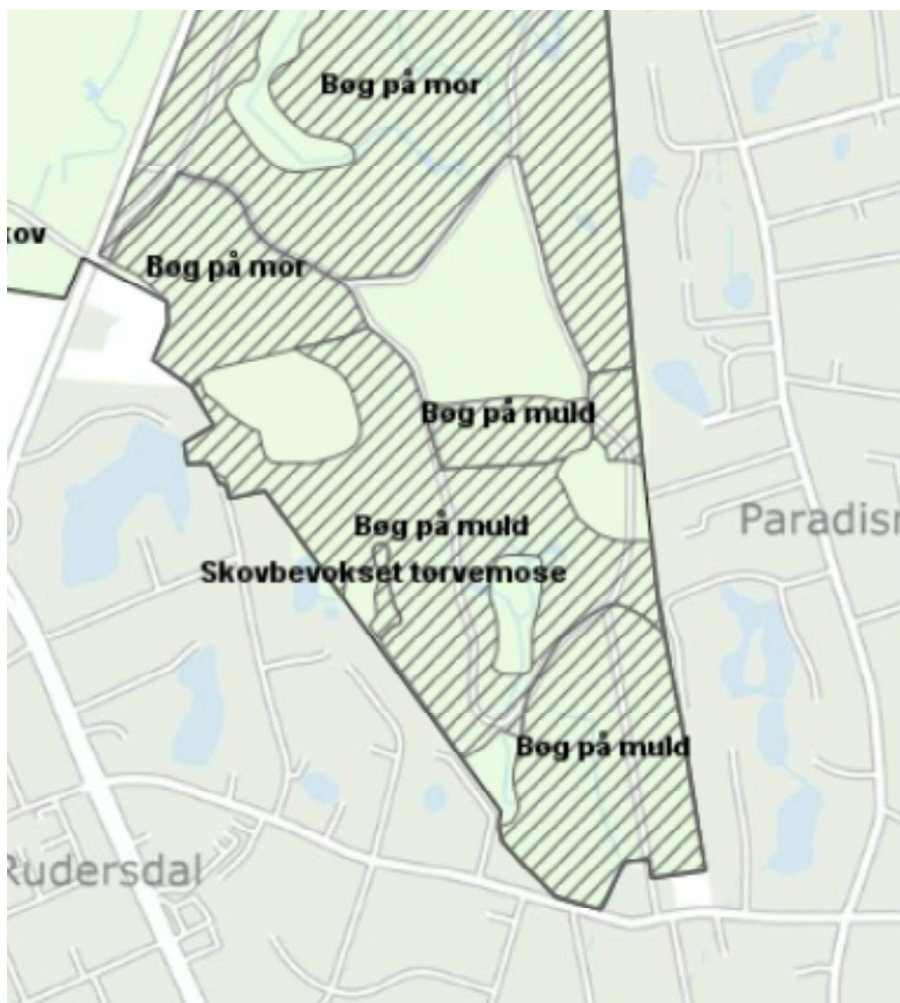 Bøg på mor
kov
Bøg på mor
Bøg på muld
Paradisr
Bøg på muld
Skovbevokset tørvemose
Bøg på muld
Rudersdal